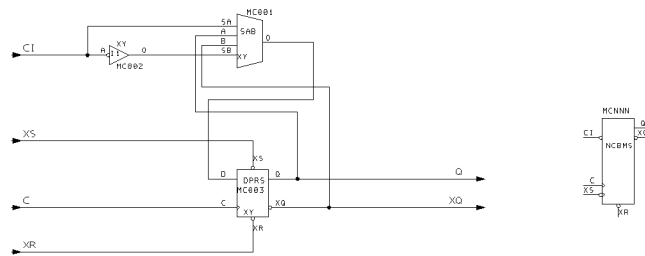 MC001
SA
A SAB
B O
CI XY SB XY
A I: O
MC002
MCNNN
Q
CI XQ
NCBMS
XS
XS
D DPRS Q Q
MC003
C C XQ XQ
XY
C
XS
XR
XR
XR